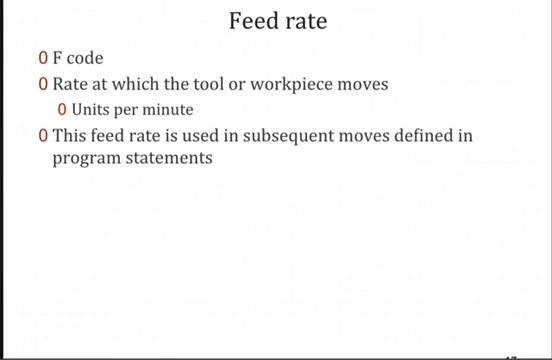 Feed rate
0 F code
0 Rate at which the tool or workpiece moves
0 Units per minute
0 This feed rate is used in subsequent moves defined in
program statements